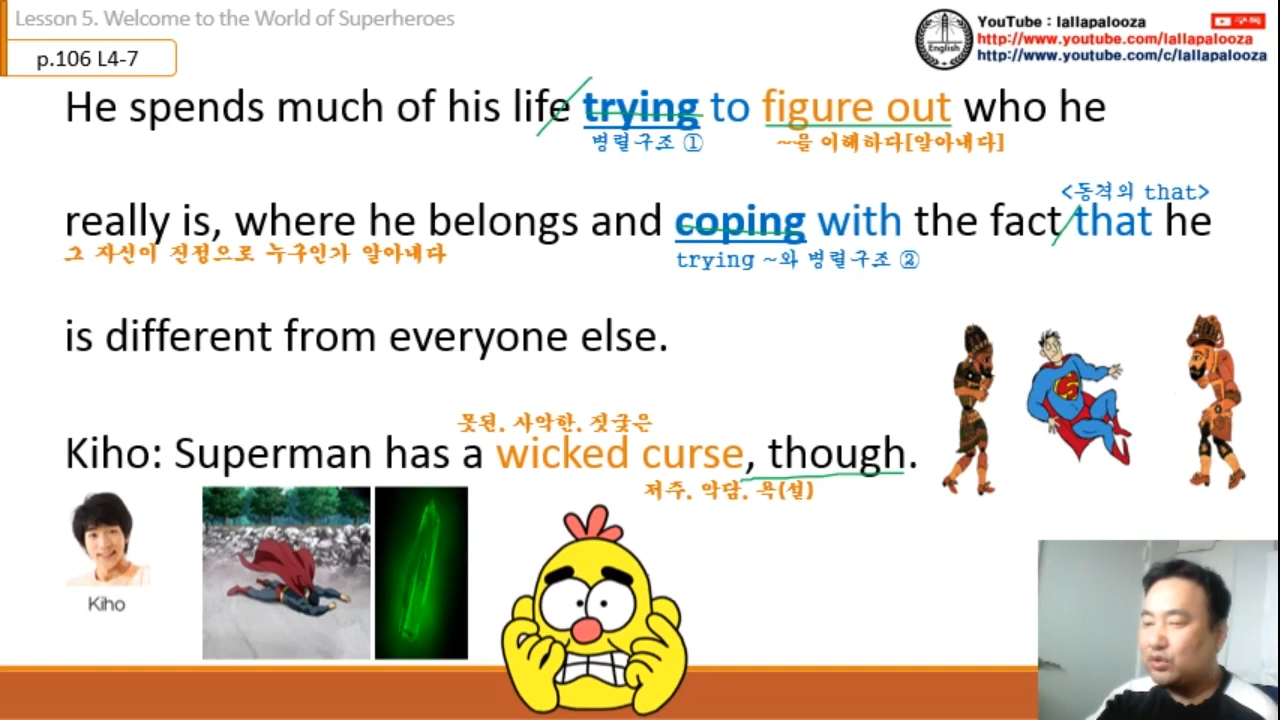 Lesson 5. Welcome to the World of Superheroes
p.106 L4-7
English
YouTube : lallapalooza
구독
http://www.youtube.com/lallapalooza
http://www.youtube.com/c/lallapalooza
He spends much of his life trying to figure out who he
병렬구조 ①
~을 이해하다[알아내다]
<동격의 that>
really is, where he belongs and coping with the fact that he
그 자신이 진정으로 누구인가 알아내다
trying ~와 병렬구조 ②
is different from everyone else.
못된, 사악한, 짓궂은
Kiho: Superman has a wicked curse, though.
저주, 악담, 욕(설)
Kiho